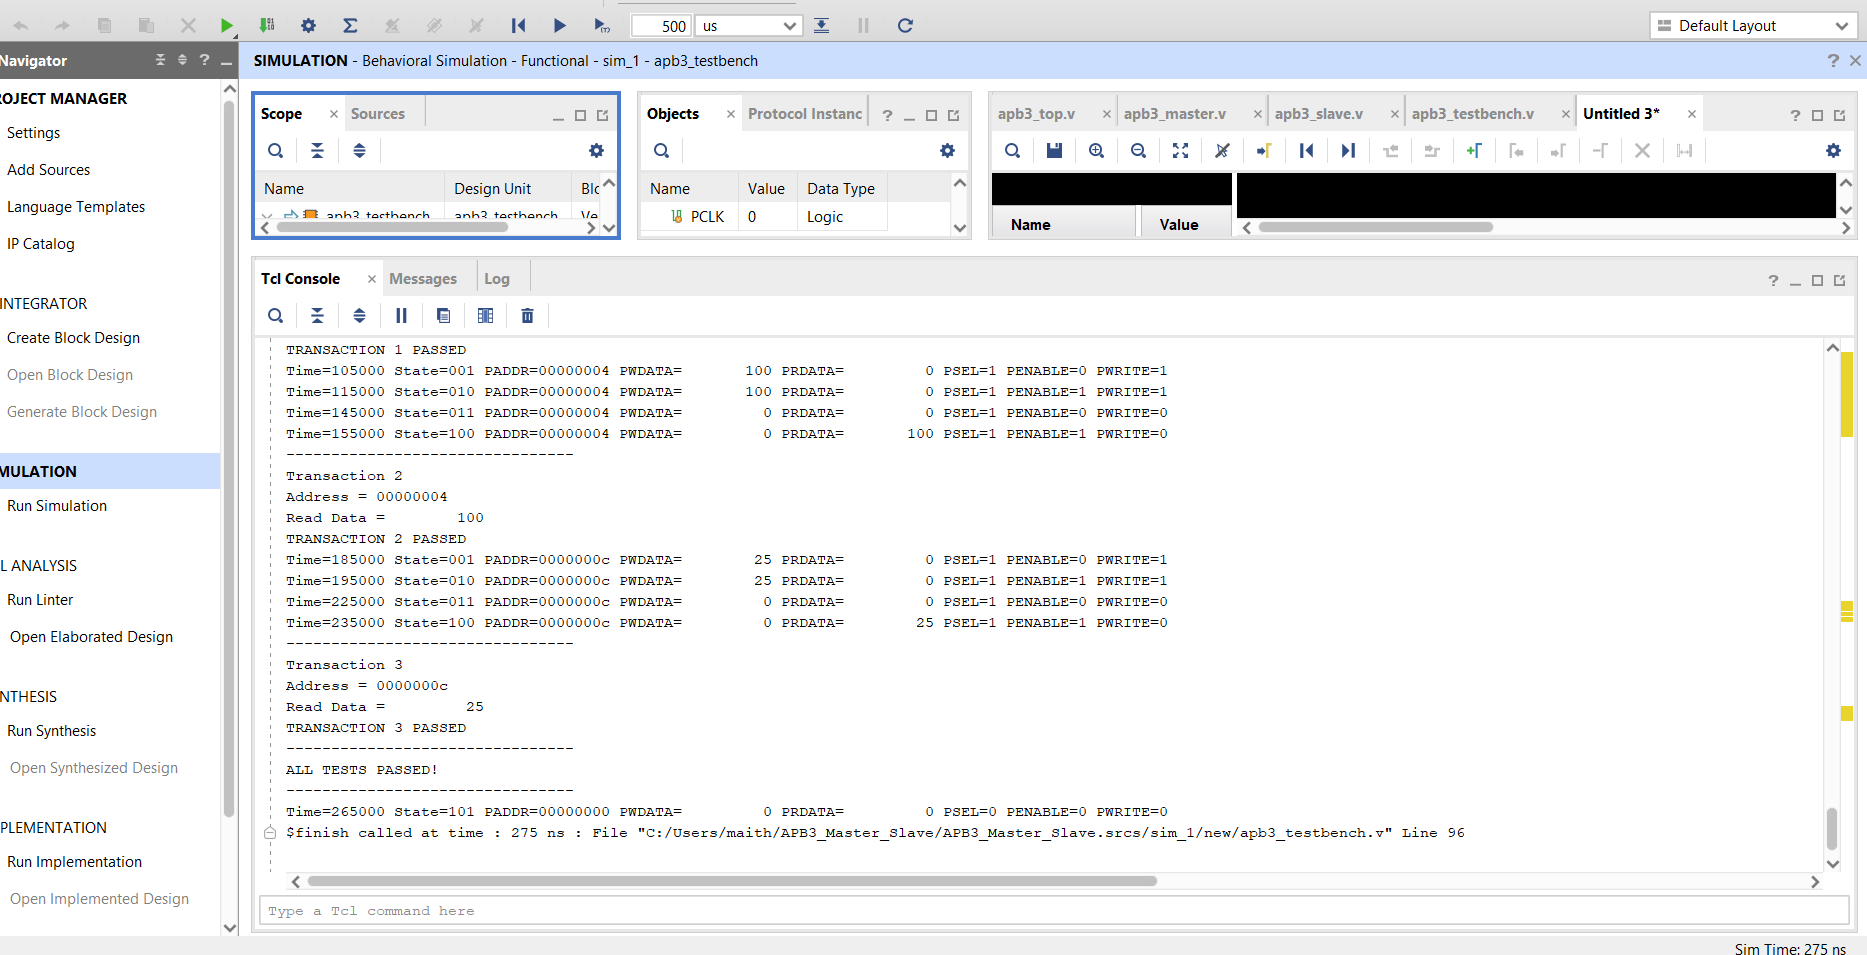 500 us
Default Layout
Navigator
?
SIMULATION - Behavioral Simulation - Functional - sim_1 - apb3_testbench
ROJECT MANAGER
Settings
Add Sources
Language Templates
IP Catalog
INTEGRATOR
Create Block Design
Open Block Design
Generate Block Design
MULATION
Run Simulation
L ANALYSIS
Run Linter
Open Elaborated Design
NTHESIS
Run Synthesis
Open Synthesized Design
PLEMENTATION
Run Implementation
Open Implemented Design
Scope Sources
Name Design Unit Blc
apb3_testbench apb3_testbench Ve
Objects Protocol Instanc
Name Value Data Type
PCLK 0 Logic
apb3_top.v apb3_master.v apb3_slave.v apb3_testbench.v Untitled 3*
Name Value
Tcl Console Messages Log
TRANSACTION 1 PASSED
Time=105000 State=001 PADDR=00000004 PWDATA= 100 PRDATA= 0 PSEL=1 PENABLE=0 PWRITE=1
Time=115000 State=010 PADDR=00000004 PWDATA= 100 PRDATA= 0 PSEL=1 PENABLE=1 PWRITE=1
Time=145000 State=011 PADDR=00000004 PWDATA= 0 PRDATA= 0 PSEL=1 PENABLE=0 PWRITE=0
Time=155000 State=100 PADDR=00000004 PWDATA= 0 PRDATA= 100 PSEL=1 PENABLE=1 PWRITE=0
--------------------------------
Transaction 2
Address = 00000004
Read Data = 100
TRANSACTION 2 PASSED
Time=185000 State=001 PADDR=0000000c PWDATA= 25 PRDATA= 0 PSEL=1 PENABLE=0 PWRITE=1
Time=195000 State=010 PADDR=0000000c PWDATA= 25 PRDATA= 0 PSEL=1 PENABLE=1 PWRITE=1
Time=225000 State=011 PADDR=0000000c PWDATA= 0 PRDATA= 0 PSEL=1 PENABLE=0 PWRITE=0
Time=235000 State=100 PADDR=0000000c PWDATA= 0 PRDATA= 25 PSEL=1 PENABLE=1 PWRITE=0
--------------------------------
Transaction 3
Address = 0000000c
Read Data = 25
TRANSACTION 3 PASSED
--------------------------------
ALL TESTS PASSED!
--------------------------------
Time=265000 State=101 PADDR=00000000 PWDATA= 0 PRDATA= 0 PSEL=0 PENABLE=0 PWRITE=0
$finish called at time : 275 ns : File "C:/Users/maith/APB3_Master_Slave/APB3_Master_Slave.srcs/sim_1/new/apb3_testbench.v" Line 96
Type a Tcl command here
Sim Time: 275 ns